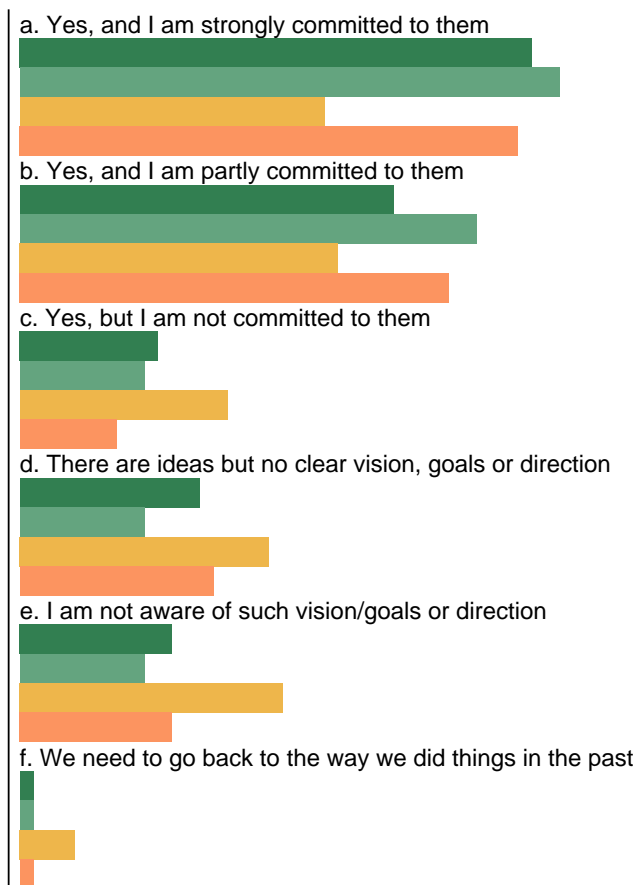 a. Yes, and I am strongly committed to them
b. Yes, and I am partly committed to them
c. Yes, but I am not committed to them
d. There are ideas but no clear vision, goals or direction
e. I am not aware of such vision/goals or direction
f. We need to go back to the way we did things in the past